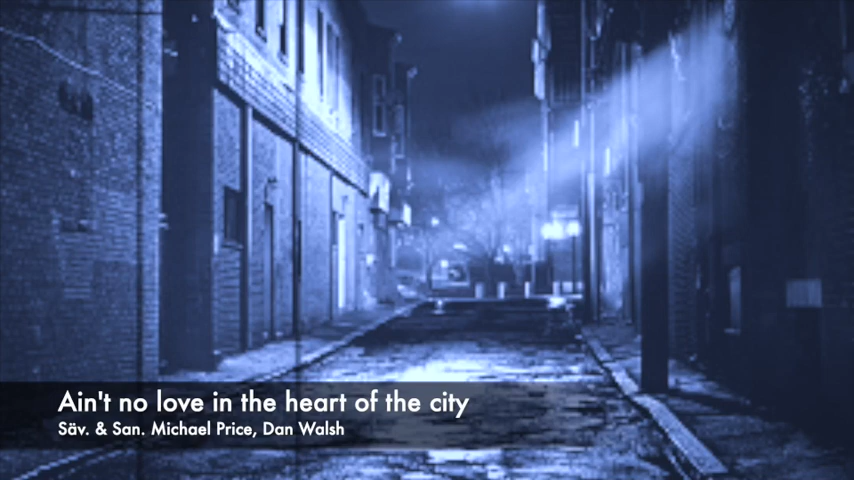 Ain't no love in the heart of the city
Säv. & San. Michael Price, Dan Walsh